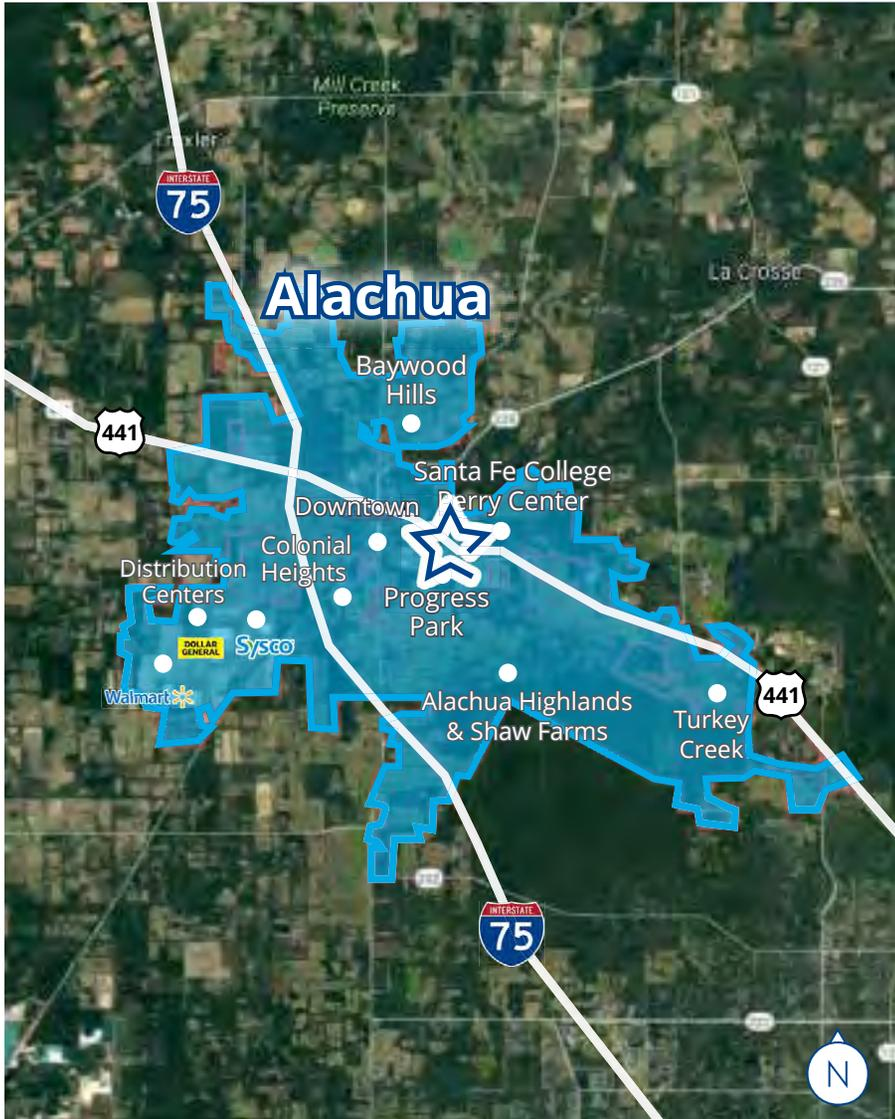 Mill Creek
Preserve
Traxler
INTERSTATE
75
La Crosse
Alachua
Baywood
Hills
441
Santa Fe College
Perry Center
Downtown
Colonial
Heights
Distribution
Centers
Progress
Park
DOLLAR
GENERAL
Sysco
Walmart
Alachua Highlands
& Shaw Farms
441
Turkey
Creek
INTERSTATE
75
N